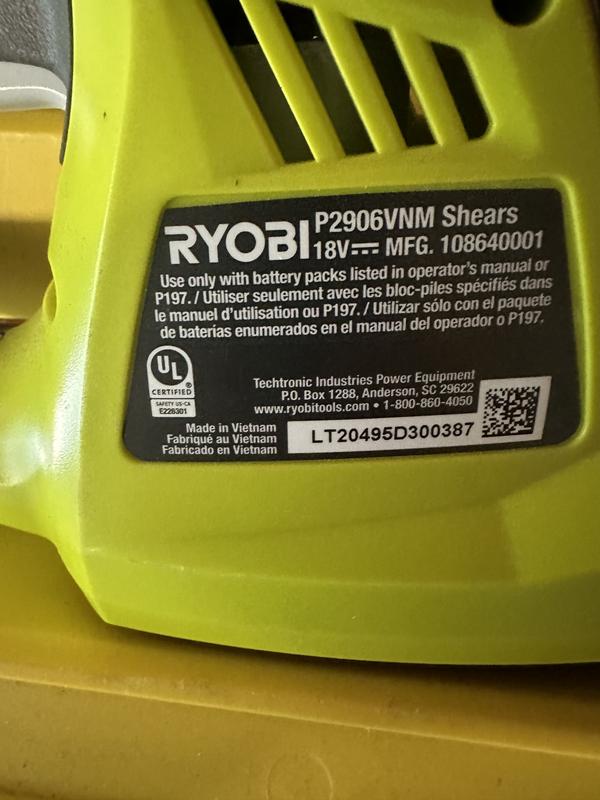 RYOBI P2906VNM Shears
18V⎓ MFG. 108640001
Use only with battery packs listed in operator's manual or
P197. / Utiliser seulement avec les bloc-piles spécifiés dans
le manuel d'utilisation ou P197. / Utilizar sólo con el paquete
de baterías enumerados en el manual del operador o P197.
UL
CERTIFIED
SAFETY US-CA
E228301
Techtronic Industries Power Equipment
P.O. Box 1288, Anderson, SC 29622
www.ryobitools.com • 1-800-860-4050
Made in Vietnam
Fabriqué au Vietnam
Fabricado en Vietnam
LT20495D300387